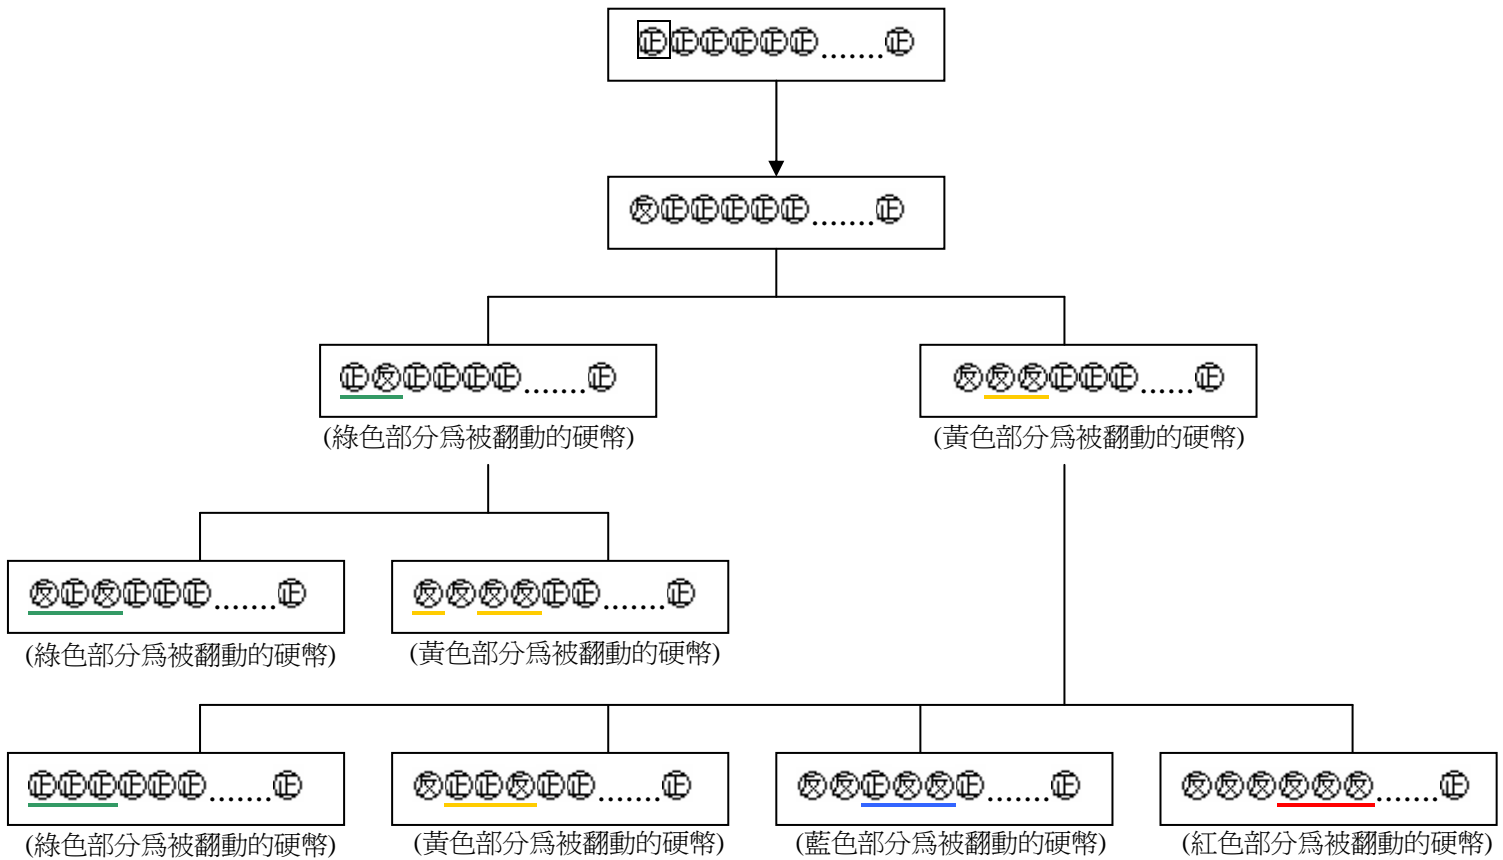 正正正正正正.......正
反正正正正正.......正
正反正正正正.......正
反反反正正正......正
(綠色部分爲被翻動的硬幣)
(黃色部分爲被翻動的硬幣)
反正反正正正.......正
反反反反正正.......正
(綠色部分爲被翻動的硬幣)
(黃色部分爲被翻動的硬幣)
正正正正正正.......正
反正正反正正.......正
反反正反反正.......正
反反反反反反.......正
(綠色部分爲被翻動的硬幣)
(黃色部分爲被翻動的硬幣)
(藍色部分爲被翻動的硬幣)
(紅色部分爲被翻動的硬幣)